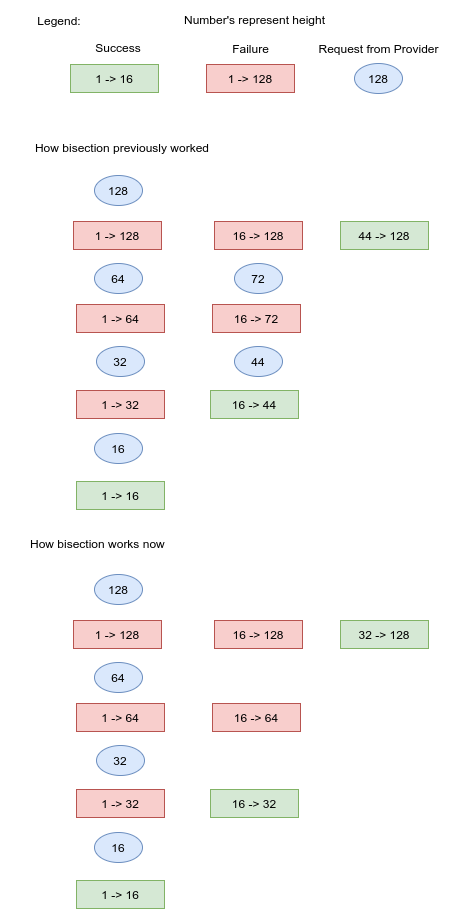 Legend:
Number's represent height
Success
Failure
Request from Provider
1 -> 16
1 -> 128
128
How bisection previously worked
128
1 -> 128
16 -> 128
44 -> 128
64
72
1 -> 64
16 -> 72
32
44
1 -> 32
16 -> 44
16
1 -> 16
How bisection works now
128
1 -> 128
16 -> 128
32 -> 128
64
1 -> 64
16 -> 64
32
1 -> 32
16 -> 32
16
1 -> 16